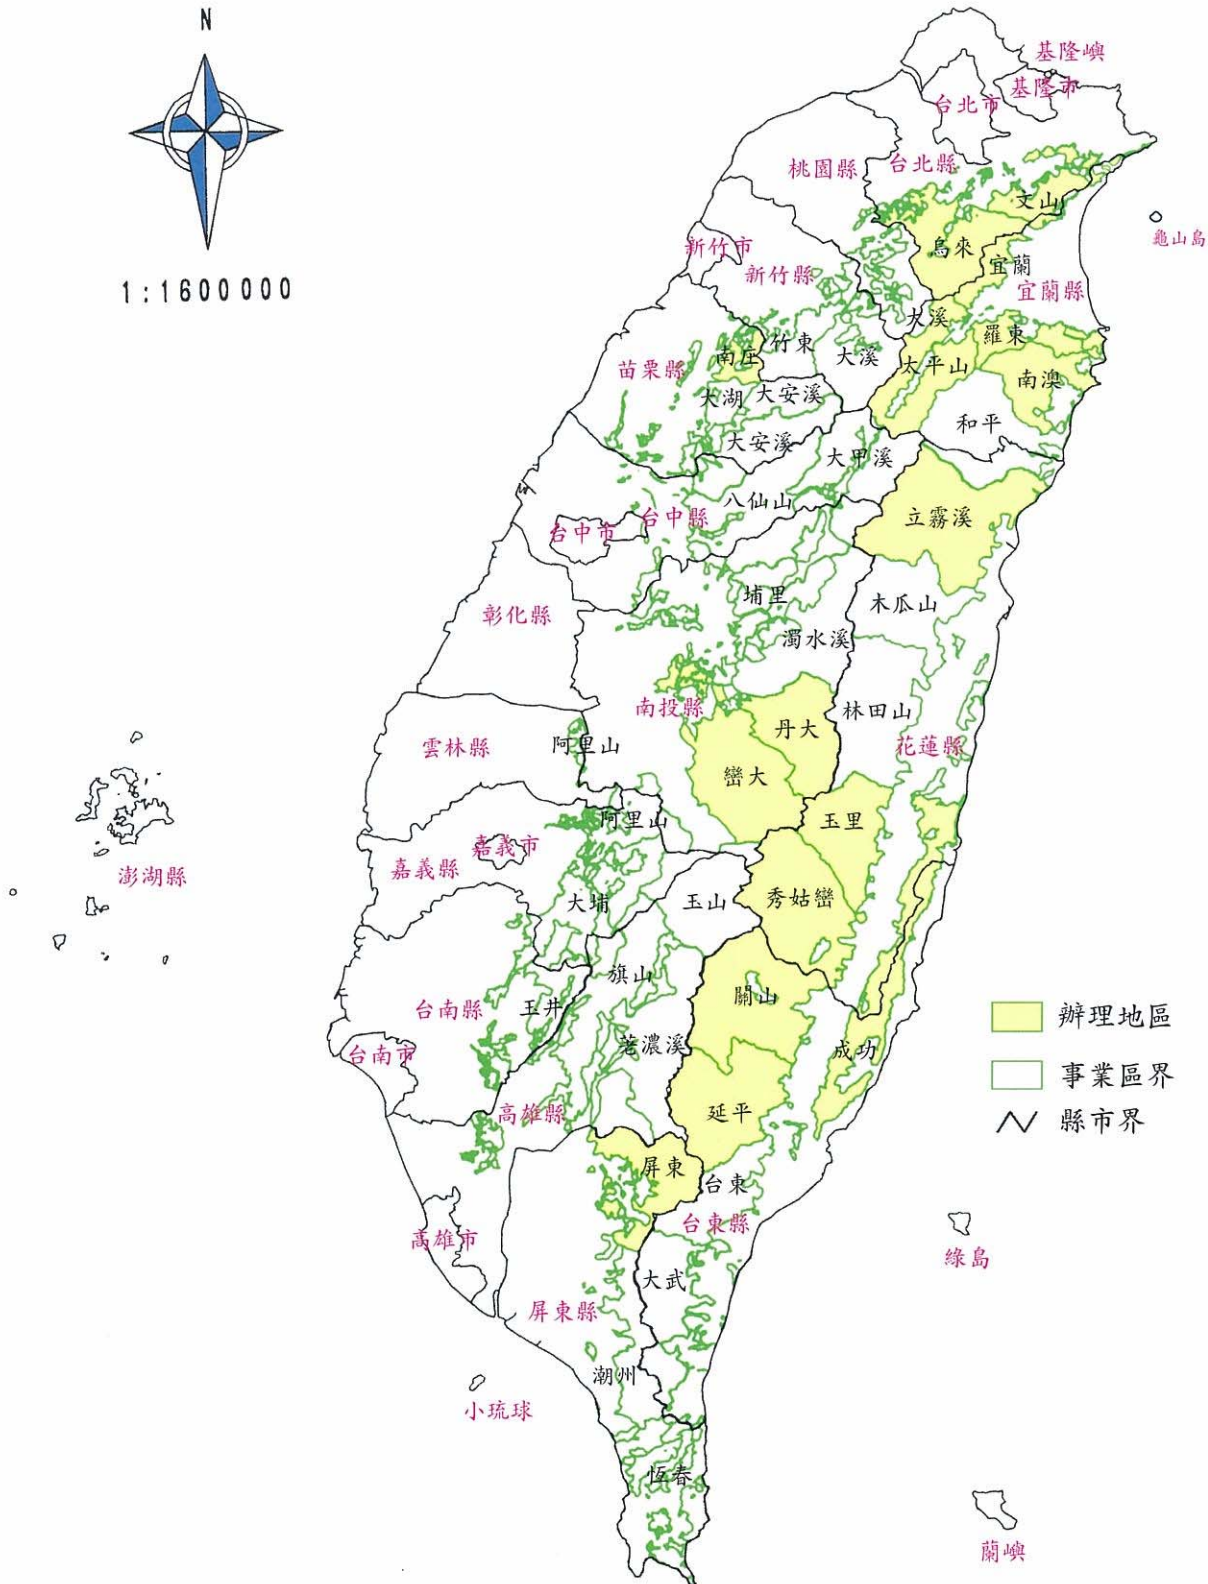 N
1:1600000
基隆嶼
基隆市
台北市
台北縣
桃園縣
文山
龜山島
烏來
宜蘭
宜蘭縣
新竹市
新竹縣
大溪
羅東
竹東
大溪
太平山
南庄
南澳
苗栗縣
大湖
大安溪
和平
大安溪
大甲溪
八仙山
台中縣
台中市
立霧溪
埔里
木瓜山
彰化縣
濁水溪
南投縣
林田山
丹大
雲林縣
阿里山
花蓮縣
巒大
阿里山
玉里
嘉義市
嘉義縣
澎湖縣
大埔
玉山
秀姑巒
旗山
關山
台南縣
玉井
辦理地區
荖濃溪
成功
台南市
事業區界
高雄縣
延平
縣市界
屏東
台東
台東縣
高雄市
綠島
大武
屏東縣
潮州
小琉球
恆春
蘭嶼